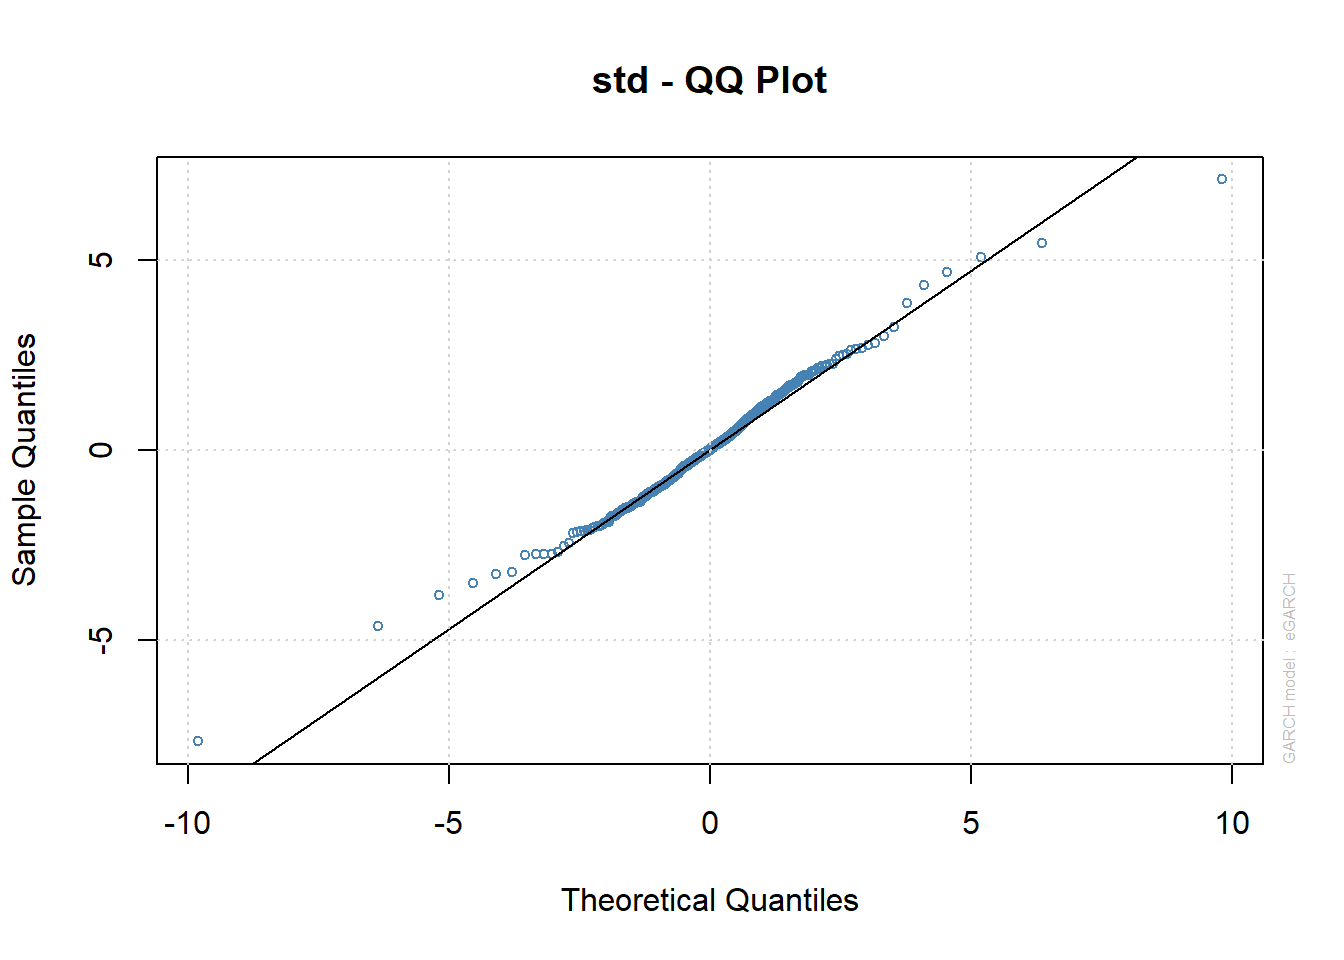 std - QQ Plot
Sample Quantiles
5
0
-5
-10
-5
0
5
10
Theoretical Quantiles
GARCH model : eGARCH